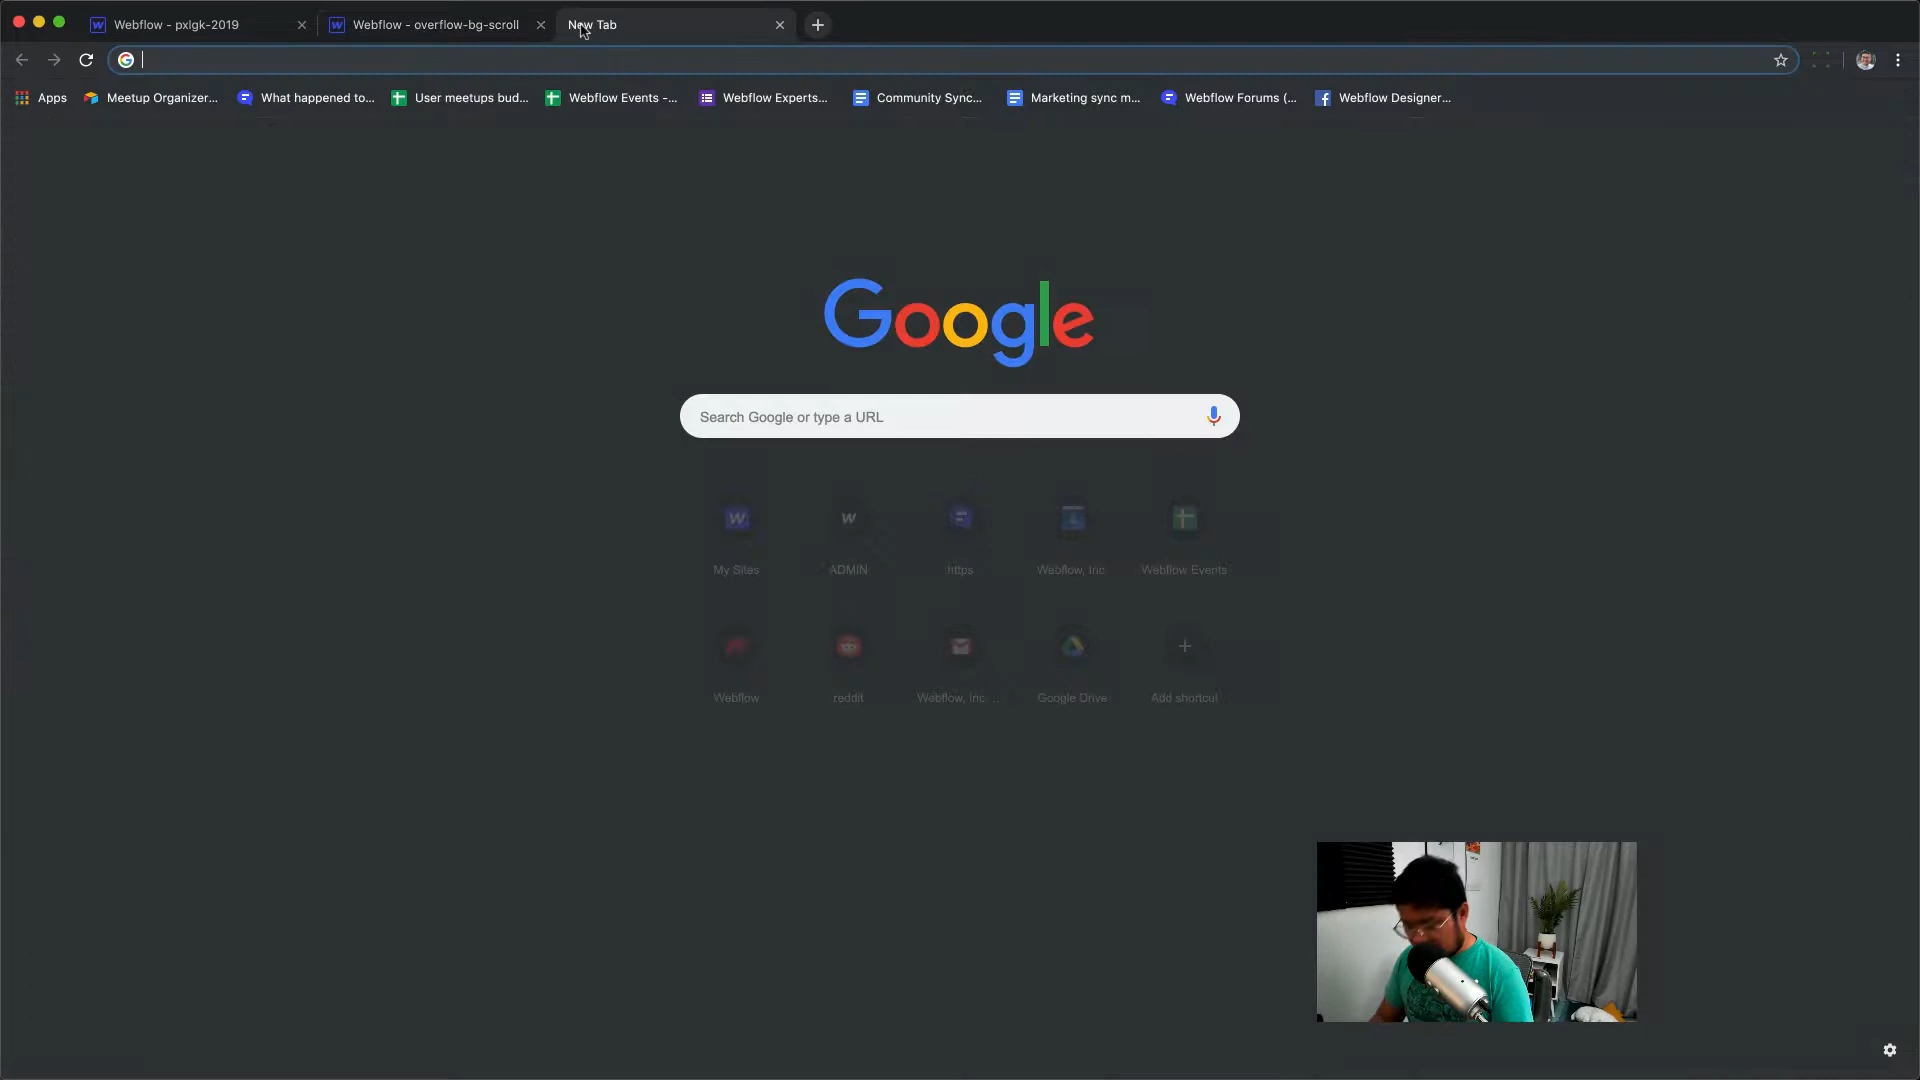 Webflow - pxlgk-2019
Webflow - overflow-bg-scroll
New Tab
Apps
Meetup Organizer...
What happened to...
User meetups bud...
Webflow Events -...
Webflow Experts...
Community Sync...
Marketing sync m...
Webflow Forums (...
Webflow Designer...
Google
Search Google or type a URL
My Sites
ADMIN
https
Webflow, Inc
Webflow Events
Webflow
reddit
Webflow, Inc. ...
Google Drive
Add shortcut